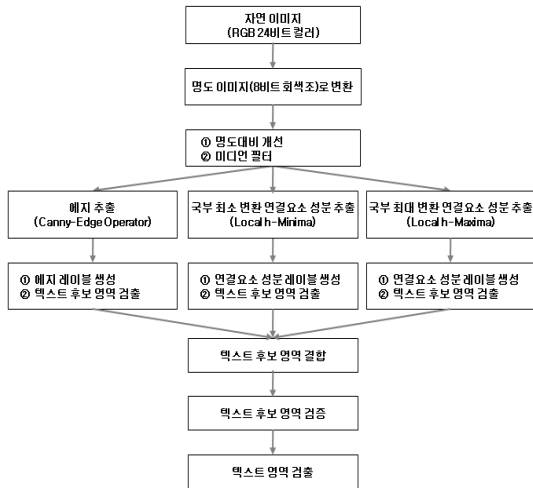 자연 이미지
(RGB 24비트 컬러)
명도 이미지(8비트 회색조)로 변환
① 명도대비 개선
② 미디언 필터
에지 추출
(Canny-Edge Operator)
국부 최소 변환 연결요소 성분 추출
(Local h-Minima)
국부 최대 변환 연결요소 성분 추출
(Local h-Maxima)
① 에지 레이블 생성
② 텍스트 후보 영역 검출
① 연결요소 성분 레이블 생성
② 텍스트 후보 영역 검출
① 연결요소 성분 레이블 생성
② 텍스트 후보 영역 검출
텍스트 후보 영역 결합
텍스트 후보 영역 검증
텍스트 영역 검출